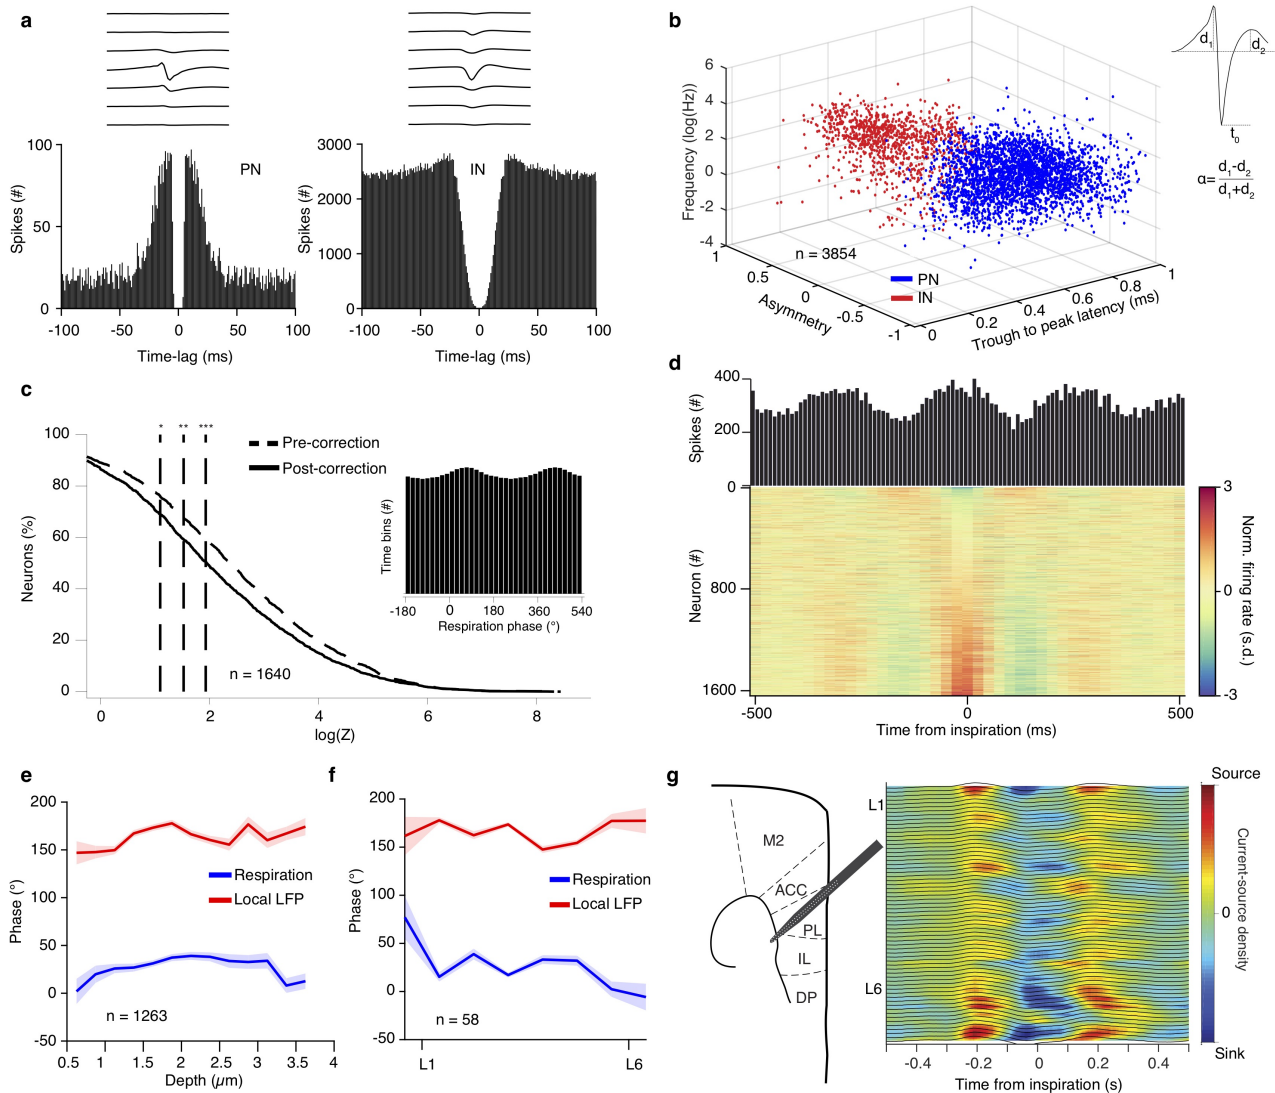 a
PN
Spikes (#)
100
50
0
-100
-50
0
50
100
Time-lag (ms)
IN
Spikes (#)
3000
2000
1000
0
-100
-50
0
50
100
Time-lag (ms)
b
Frequency (log(Hz))
6
4
2
0
-2
-4
1
0.5
0
-0.5
-1
Asymmetry
0
0.2
0.4
0.6
0.8
1
Trough to peak latency (ms)
n = 3854
PN
IN
d1
d2
t0
α= d1-d2
d1+d2
c
Neurons (%)
100
80
60
40
20
0
* ** ***
Pre-correction
Post-correction
n = 1640
0
2
4
6
8
log(Z)
Time bins (#)
-180
0
180
360
540
Respiration phase (°)
d
Spikes (#)
400
200
0
Neuron (#)
800
1600
-500
0
500
Time from inspiration (ms)
3
0
-3
Norm. firing rate (s.d.)
e
Phase (°)
200
150
100
50
0
-50
Respiration
Local LFP
n = 1263
0.5
1
1.5
2
2.5
3
3.5
4
Depth (µm)
f
Phase (°)
200
150
100
50
0
-50
Respiration
Local LFP
n = 58
L1
L6
g
M2
ACC
PL
IL
DP
L1
L6
-0.4
-0.2
0
0.2
0.4
Time from inspiration (s)
Source
0
Sink
Current-source density